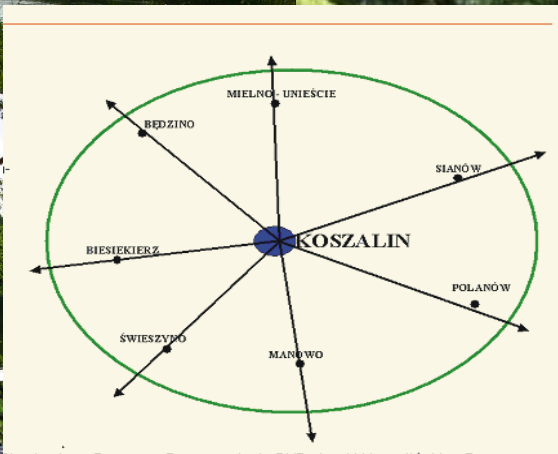 MIELNO - UNIEŚCIE
BĘDZINO
SIANÓW
KOSZALIN
BIESIEKIERZ
POLANÓW
ŚWIESZYNO
MANOWO